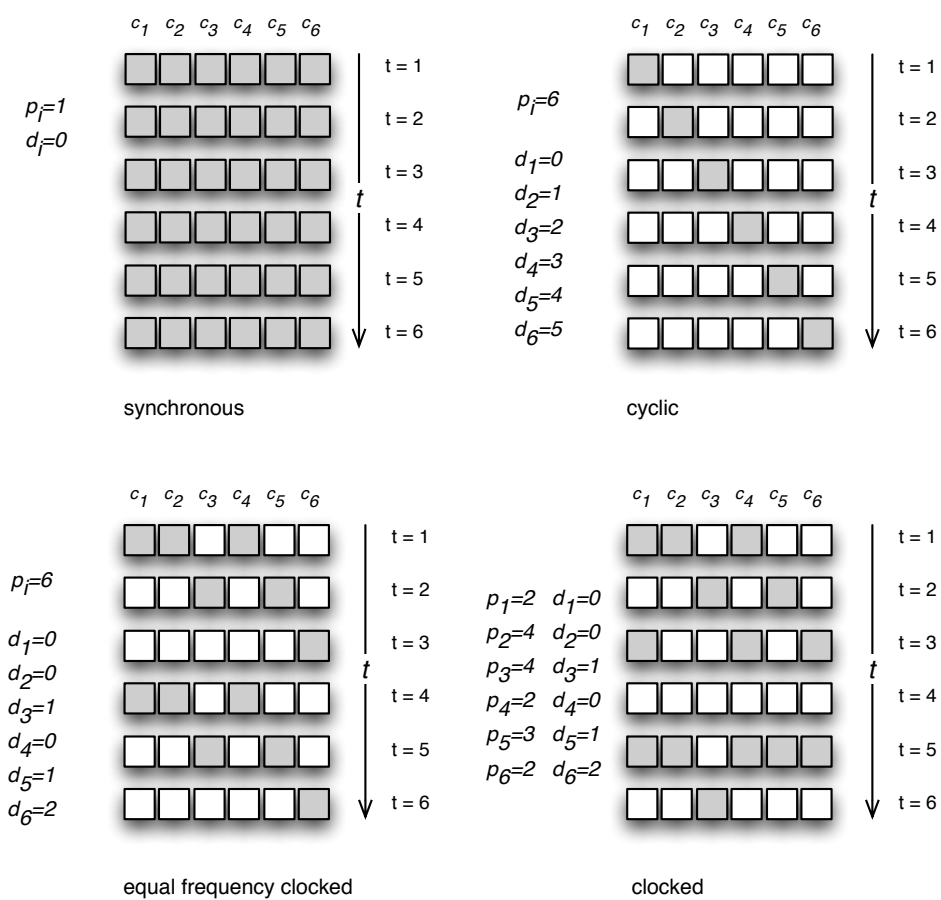 c1 c2 c3 c4 c5 c6
t = 1
t = 2
t = 3
t = 4
t = 5
t = 6
t
pi=1
di=0
synchronous
c1 c2 c3 c4 c5 c6
t = 1
t = 2
t = 3
t = 4
t = 5
t = 6
t
pi=6
d1=0
d2=1
d3=2
d4=3
d5=4
d6=5
cyclic
c1 c2 c3 c4 c5 c6
t = 1
t = 2
t = 3
t = 4
t = 5
t = 6
t
pi=6
d1=0
d2=0
d3=1
d4=0
d5=1
d6=2
equal frequency clocked
c1 c2 c3 c4 c5 c6
t = 1
t = 2
t = 3
t = 4
t = 5
t = 6
t
p1=2 d1=0
p2=4 d2=0
p3=4 d3=1
p4=2 d4=0
p5=3 d5=1
p6=2 d6=2
clocked